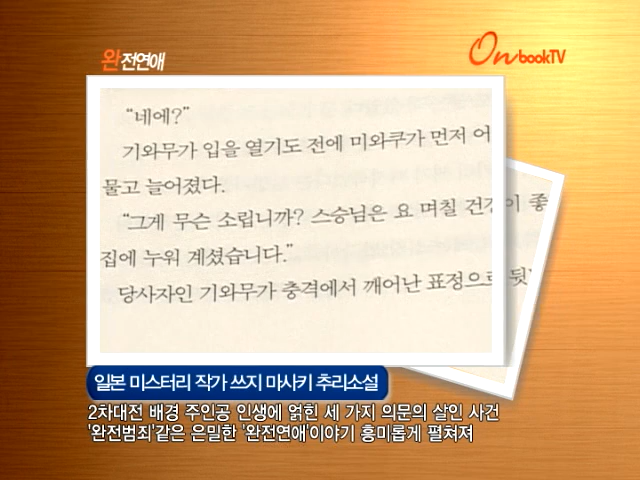 완전연애
OnbookTV
“네에?”
기와무가 입을 열기도 전에 미와쿠가 먼저 어
물고 늘어졌다.
“그게 무슨 소립니까? 스승님은 요 며칠 건강이 좋
집에 누워 계셨습니다.”
당사자인 기와무가 충격에서 깨어난 표정으로 뒷
일본 미스터리 작가 쓰지 마사키 추리소설
2차대전 배경 주인공 인생에 얽힌 세 가지 의문의 살인 사건
'완전범죄'같은 은밀한 '완전연애'이야기 흥미롭게 펼쳐져